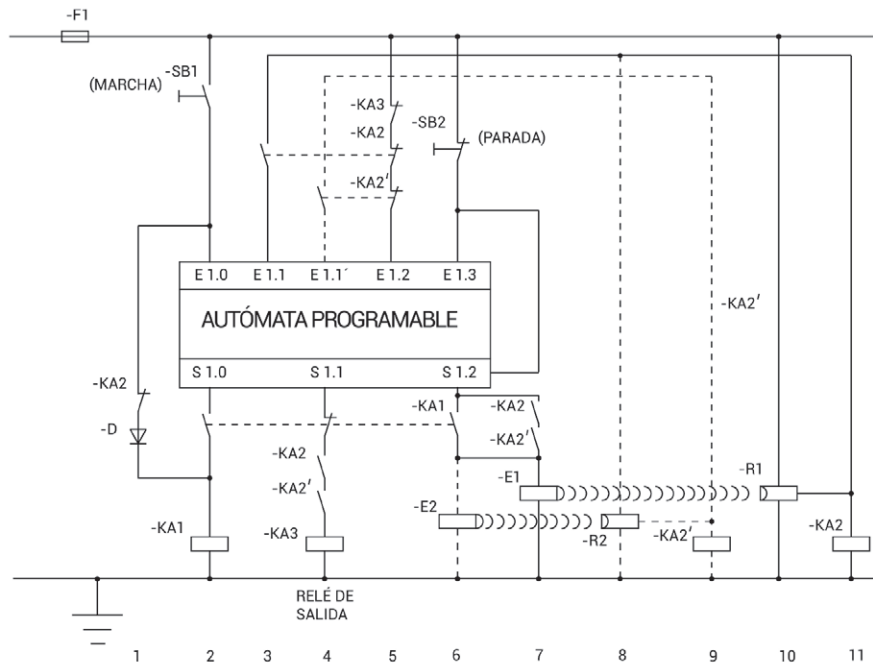 -F1
-SB1
(MARCHA)
-KA3
-KA2
-SB2
(PARADA)
-KA2'
E 1.0 E 1.1 E 1.1´ E 1.2 E 1.3
AUTÓMATA PROGRAMABLE
-KA2'
S 1.0 S 1.1 S 1.2
-KA2
-KA1
-KA2
-D
-KA2'
-KA2
-E1
-R1
-KA2'
-E2
-KA1
-KA3
-R2
-KA2'
-KA2
RELÉ DE
SALIDA
1 2 3 4 5 6 7 8 9 10 11